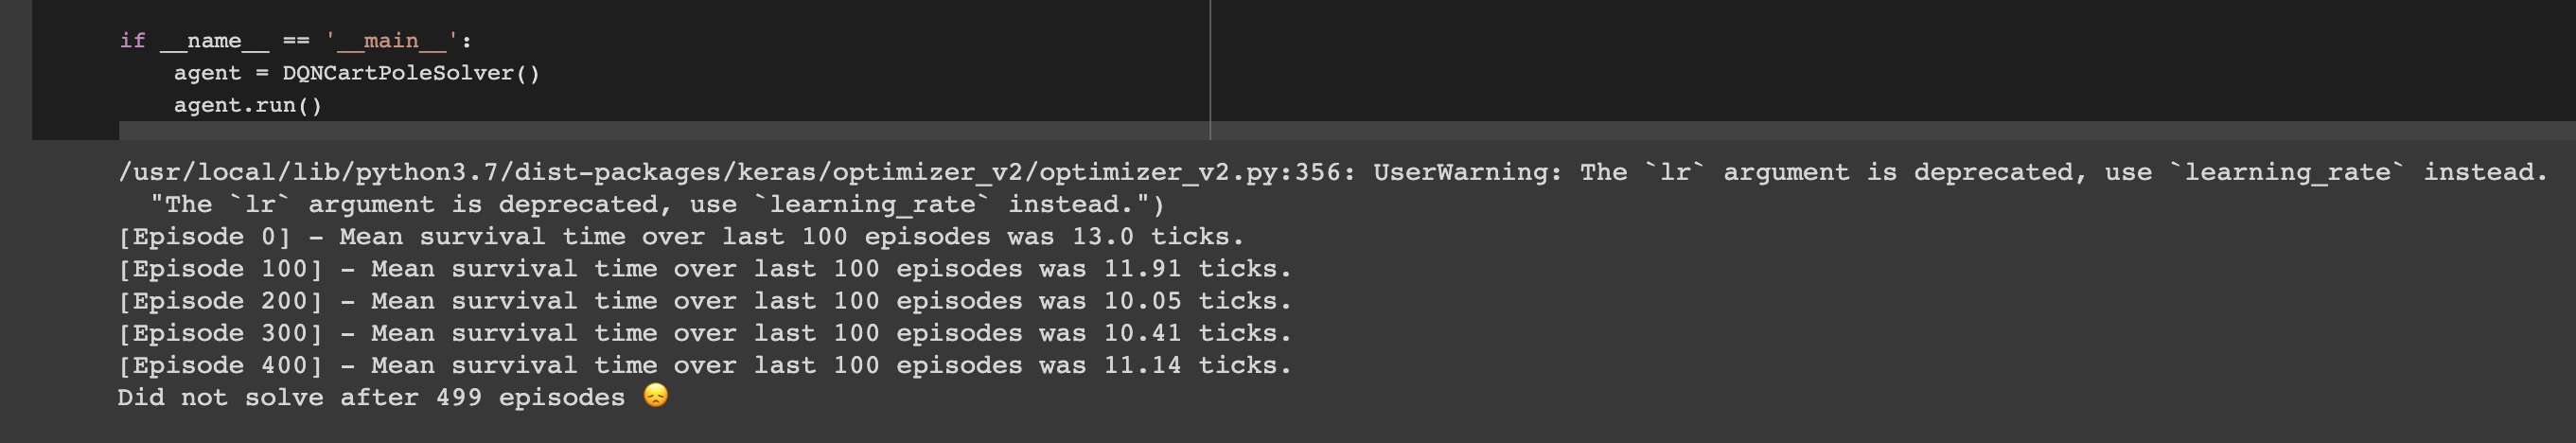 if __name__ == '__main__':
    agent = DQNCartPoleSolver()
    agent.run()
/usr/local/lib/python3.7/dist-packages/keras/optimizer_v2/optimizer_v2.py:356: UserWarning: The `lr` argument is deprecated, use `learning_rate` instead.
  "The `lr` argument is deprecated, use `learning_rate` instead.")
[Episode 0] - Mean survival time over last 100 episodes was 13.0 ticks.
[Episode 100] - Mean survival time over last 100 episodes was 11.91 ticks.
[Episode 200] - Mean survival time over last 100 episodes was 10.05 ticks.
[Episode 300] - Mean survival time over last 100 episodes was 10.41 ticks.
[Episode 400] - Mean survival time over last 100 episodes was 11.14 ticks.
Did not solve after 499 episodes 😞